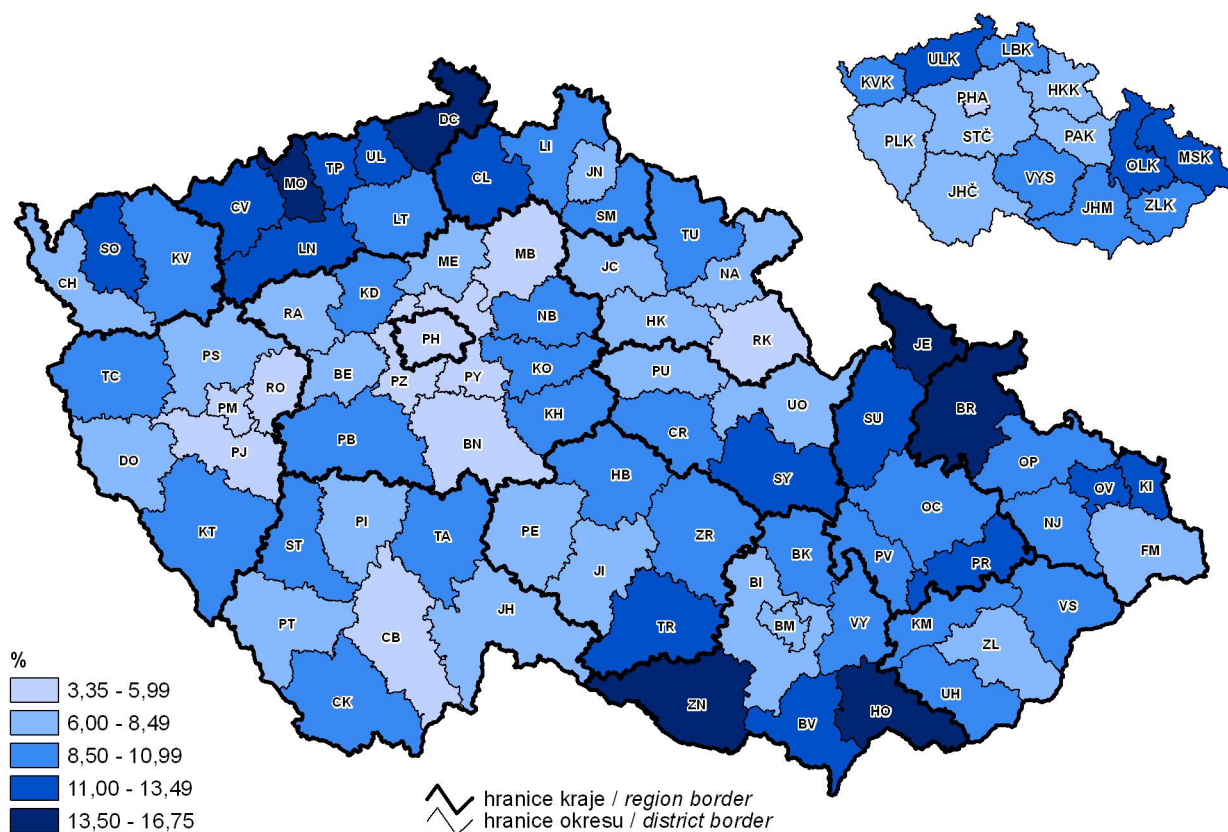 ULK
LBK
KVK
HKK
PHA
STČ
PAK
PLK
OLK
MSK
VYS
JHČ
JHM
ZLK
DC
LI
UL
TP
MO
JN
CL
CV
LT
SM
SO
KV
LN
TU
MB
ME
JC
NA
CH
KD
RA
NB
HK
PH
RK
JE
PS
TC
RO
BE
PZ
PY
KO
PU
PM
UO
BR
SU
KH
CR
PB
BN
PJ
DO
OP
HB
SY
OV
KI
OC
NJ
KT
ST
PI
TA
PE
ZR
BK
PV
PR
FM
JI
BI
VS
PT
CB
JH
TR
BM
VY
KM
ZL
UH
CK
ZN
BV
HO
%
3,35 - 5,99
6,00 - 8,49
8,50 - 10,99
11,00 - 13,49
13,50 - 16,75
hranice kraje / region border
hranice okresu / district border